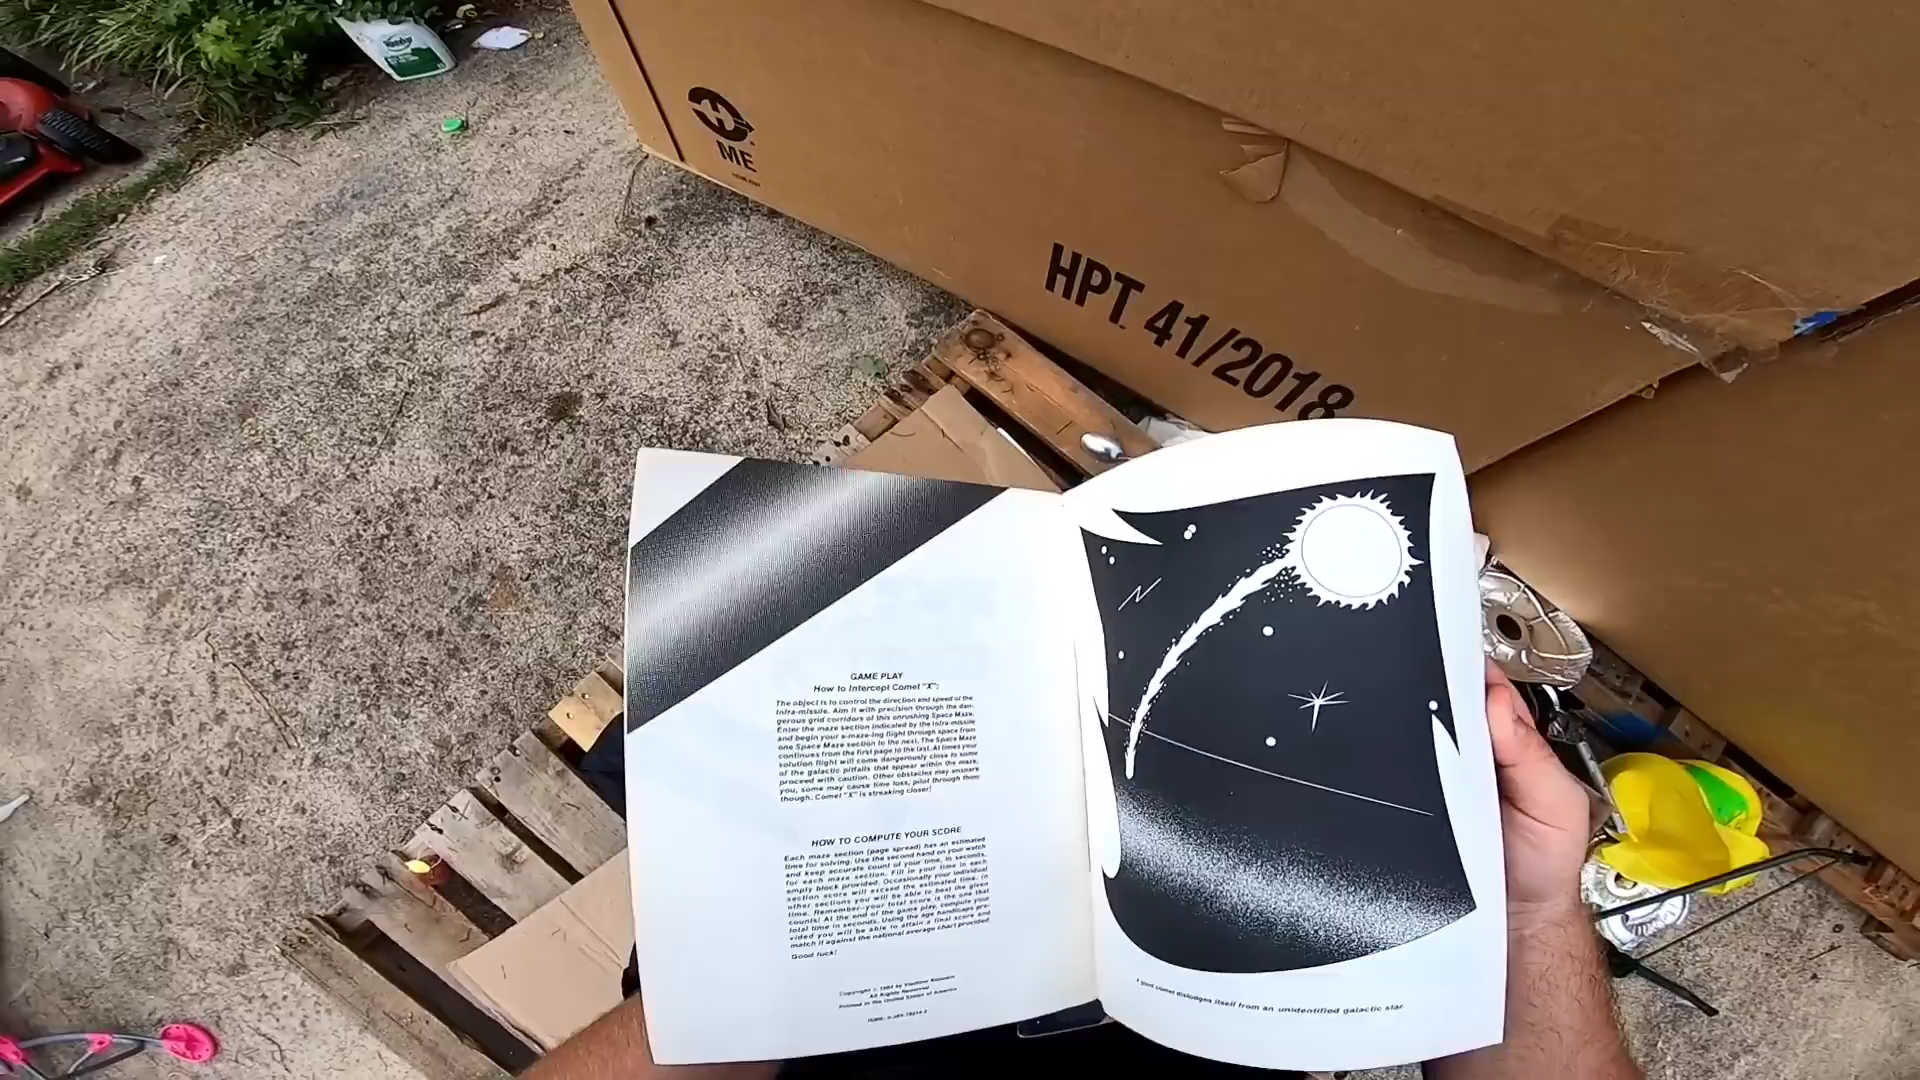 ME
HPT 41/2018
GAME PLAY
How to Intercept Comet "X":
The object is to control the direction and speed of the
Infra-missile. Aim it with precision through the dan-
gerous grid corridors of this onrushing Space Maze.
Enter the maze section indicated by the Infra-missile
and begin your a-maze-ing flight through space from
one Space Maze section to the next. The Space Maze
continues from the first page to the last. At times your
solution flight will come dangerously close to some
of the galactic pitfalls that appear within the maze,
proceed with caution. Other obstacles may ensnare
you, some may cause time loss, pilot through them
though. Comet "X" is streaking closer!
HOW TO COMPUTE YOUR SCORE
Each maze section (page spread) has an estimated
time for solving. Use the second hand on your watch
and keep accurate count of your time, in seconds,
for each maze section. Fill in your time in each
empty block provided. Occasionally your individual
section score will exceed the estimated time. In
other sections you will be able to beat the given
time. Remember—your total score is the one that
counts! At the end of the game play, compute your
total time in seconds. Using the age handicaps pro-
vided you will be able to attain a final score and
match it against the national average chart provided.
Good luck!
Copyright © 1984 by Vladimir
All Rights Reserved
Printed in the United States of America
ISBN:
comet dislodges itself from an unidentified galactic star.